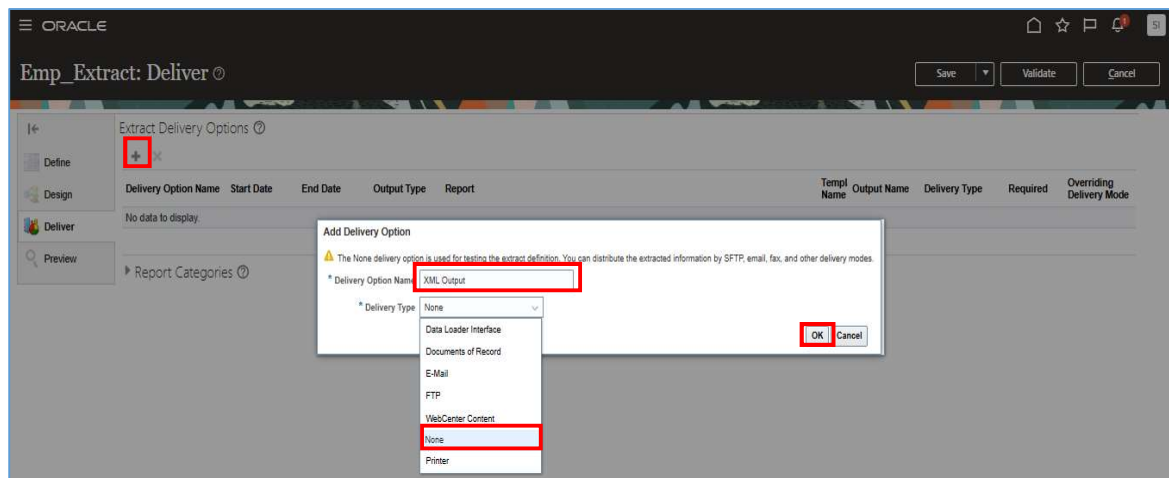 ORACLE
SI
Emp_Extract: Deliver
Save
Validate
Cancel
Extract Delivery Options
Define
Design
Deliver
Preview
Delivery Option Name Start Date End Date Output Type Report Templ Name Output Name Delivery Type Required Overriding Delivery Mode
No data to display.
Report Categories
Add Delivery Option
The None delivery option is used for testing the extract definition. You can distribute the extracted information by SFTP, email, fax, and other delivery modes.
* Delivery Option Name XML Output
* Delivery Type None
Data Loader Interface
Documents of Record
E-Mail
FTP
WebCenter Content
None
Printer
OK Cancel